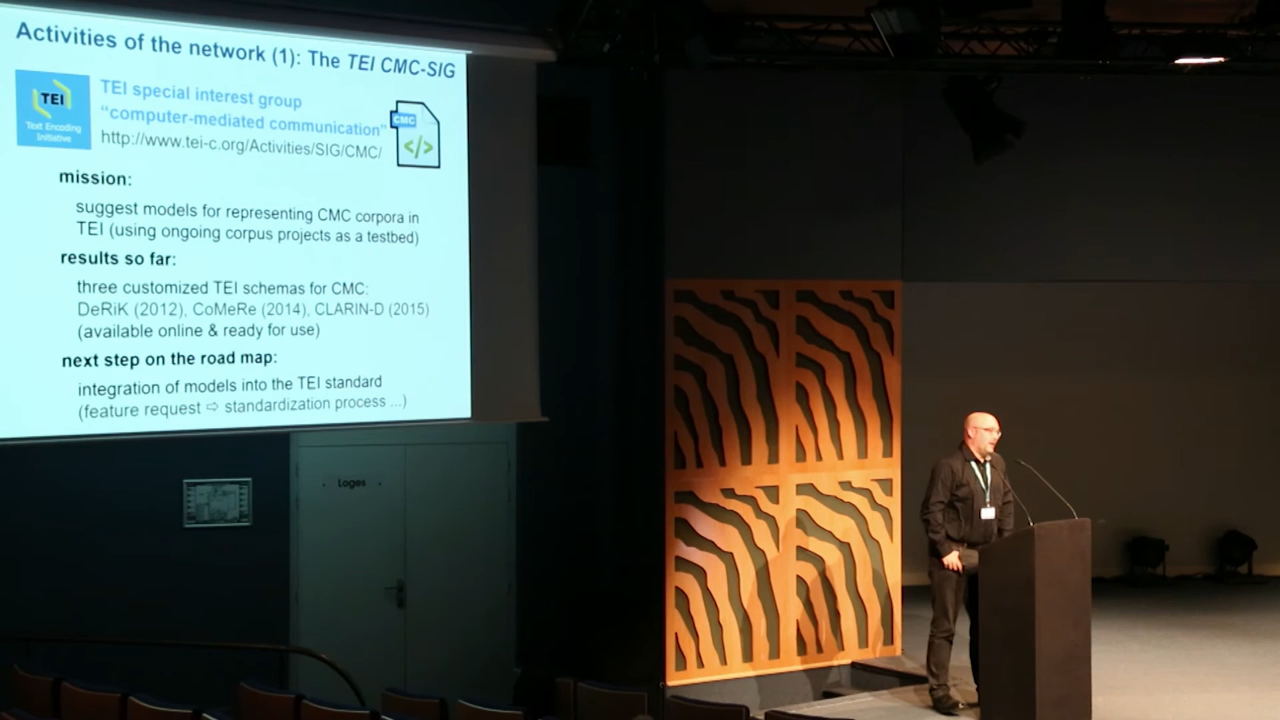 Activities of the network (1): The TEI CMC-SIG
TEI
Text Encoding
Initiative
TEI special interest group
“computer-mediated communication”
http://www.tei-c.org/Activities/SIG/CMC/
CMC
</>
mission:
suggest models for representing CMC corpora in
TEI (using ongoing corpus projects as a testbed)
results so far:
three customized TEI schemas for CMC:
DeRiK (2012), CoMeRe (2014), CLARIN-D (2015)
(available online & ready for use)
next step on the road map:
integration of models into the TEI standard
(feature request ⇨ standardization process ...)
Loges